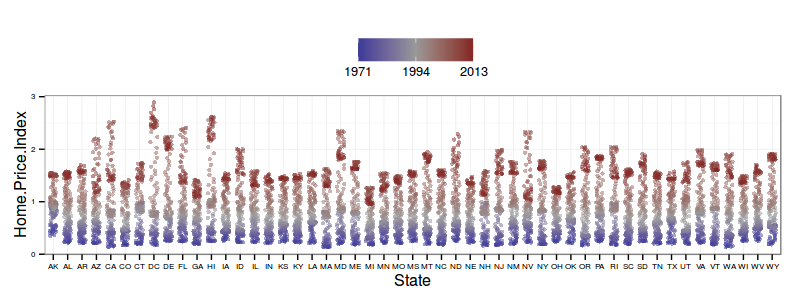 1971 1994 2013
3
2
1
0
Home.Price.Index
AK AL AR AZ CA CO CT DC DE FL GA HI IA ID IL IN KS KY LA MA MD ME MI MN MO MS MT NC ND NE NH NJ NM NV NY OH OK OR PA RI SC SD TN TX UT VA VT WA WI WV WY
State